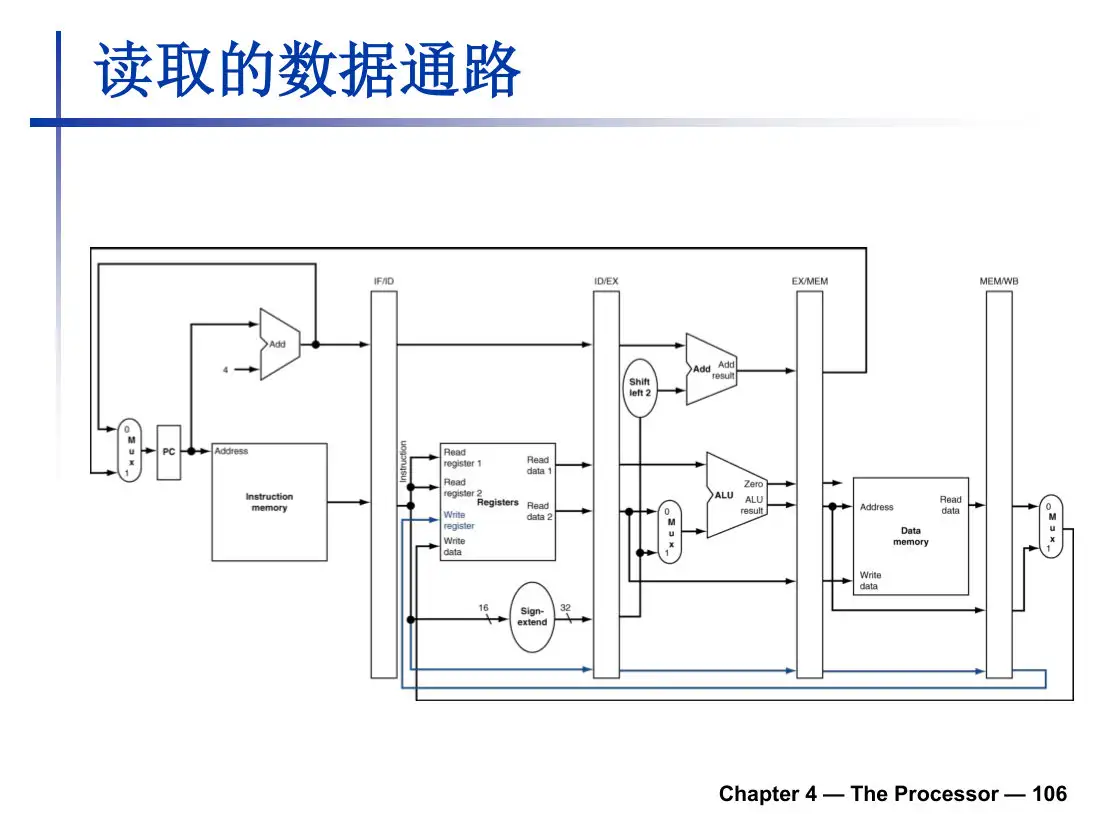 读取的数据通路
IF/ID
ID/EX
EX/MEM
MEM/WB
Add
4
Shift
left 2
Add
Add
result
0
M
u
x
1
PC
Address
Instruction
memory
Instruction
Read
register 1
Read
register 2
Write
register
Write
data
Registers
Read
data 1
Read
data 2
0
M
u
x
1
ALU
Zero
ALU
result
Address
Write
data
Data
memory
Read
data
0
M
u
x
1
16
Sign-
extend
32
Chapter 4 — The Processor — 106